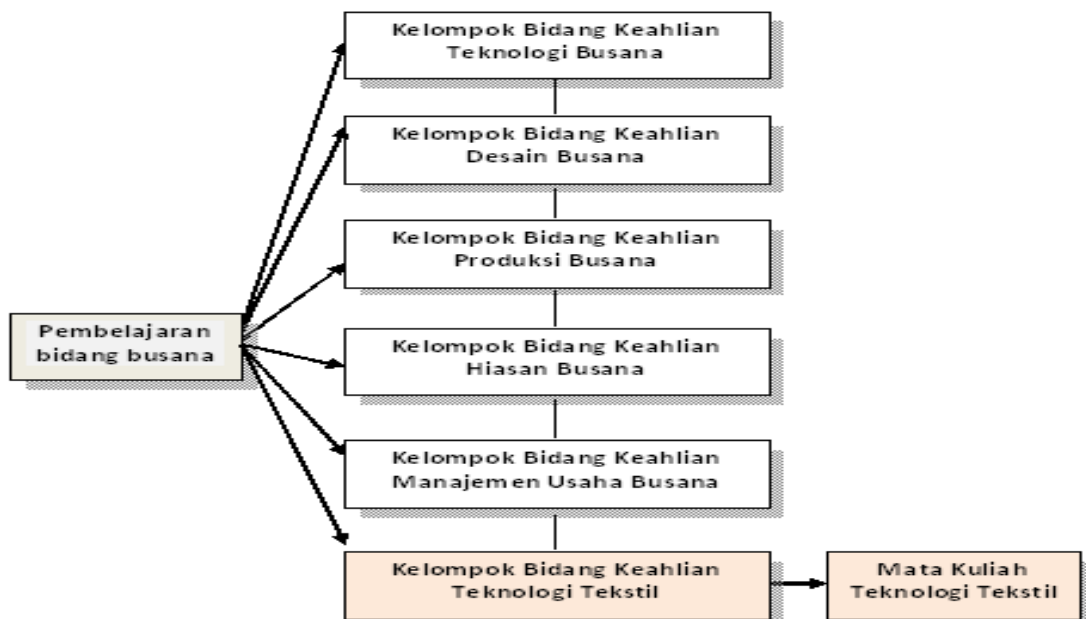 Kelompok Bidang Keahlian
Teknologi Busana
Kelompok Bidang Keahlian
Desain Busana
Kelompok Bidang Keahlian
Produksi Busana
Pembelajaran
bidang busana
Kelompok Bidang Keahlian
Hiasan Busana
Kelompok Bidang Keahlian
Manajemen Usaha Busana
Kelompok Bidang Keahlian
Teknologi Tekstil
Mata Kuliah
Teknologi Tekstil